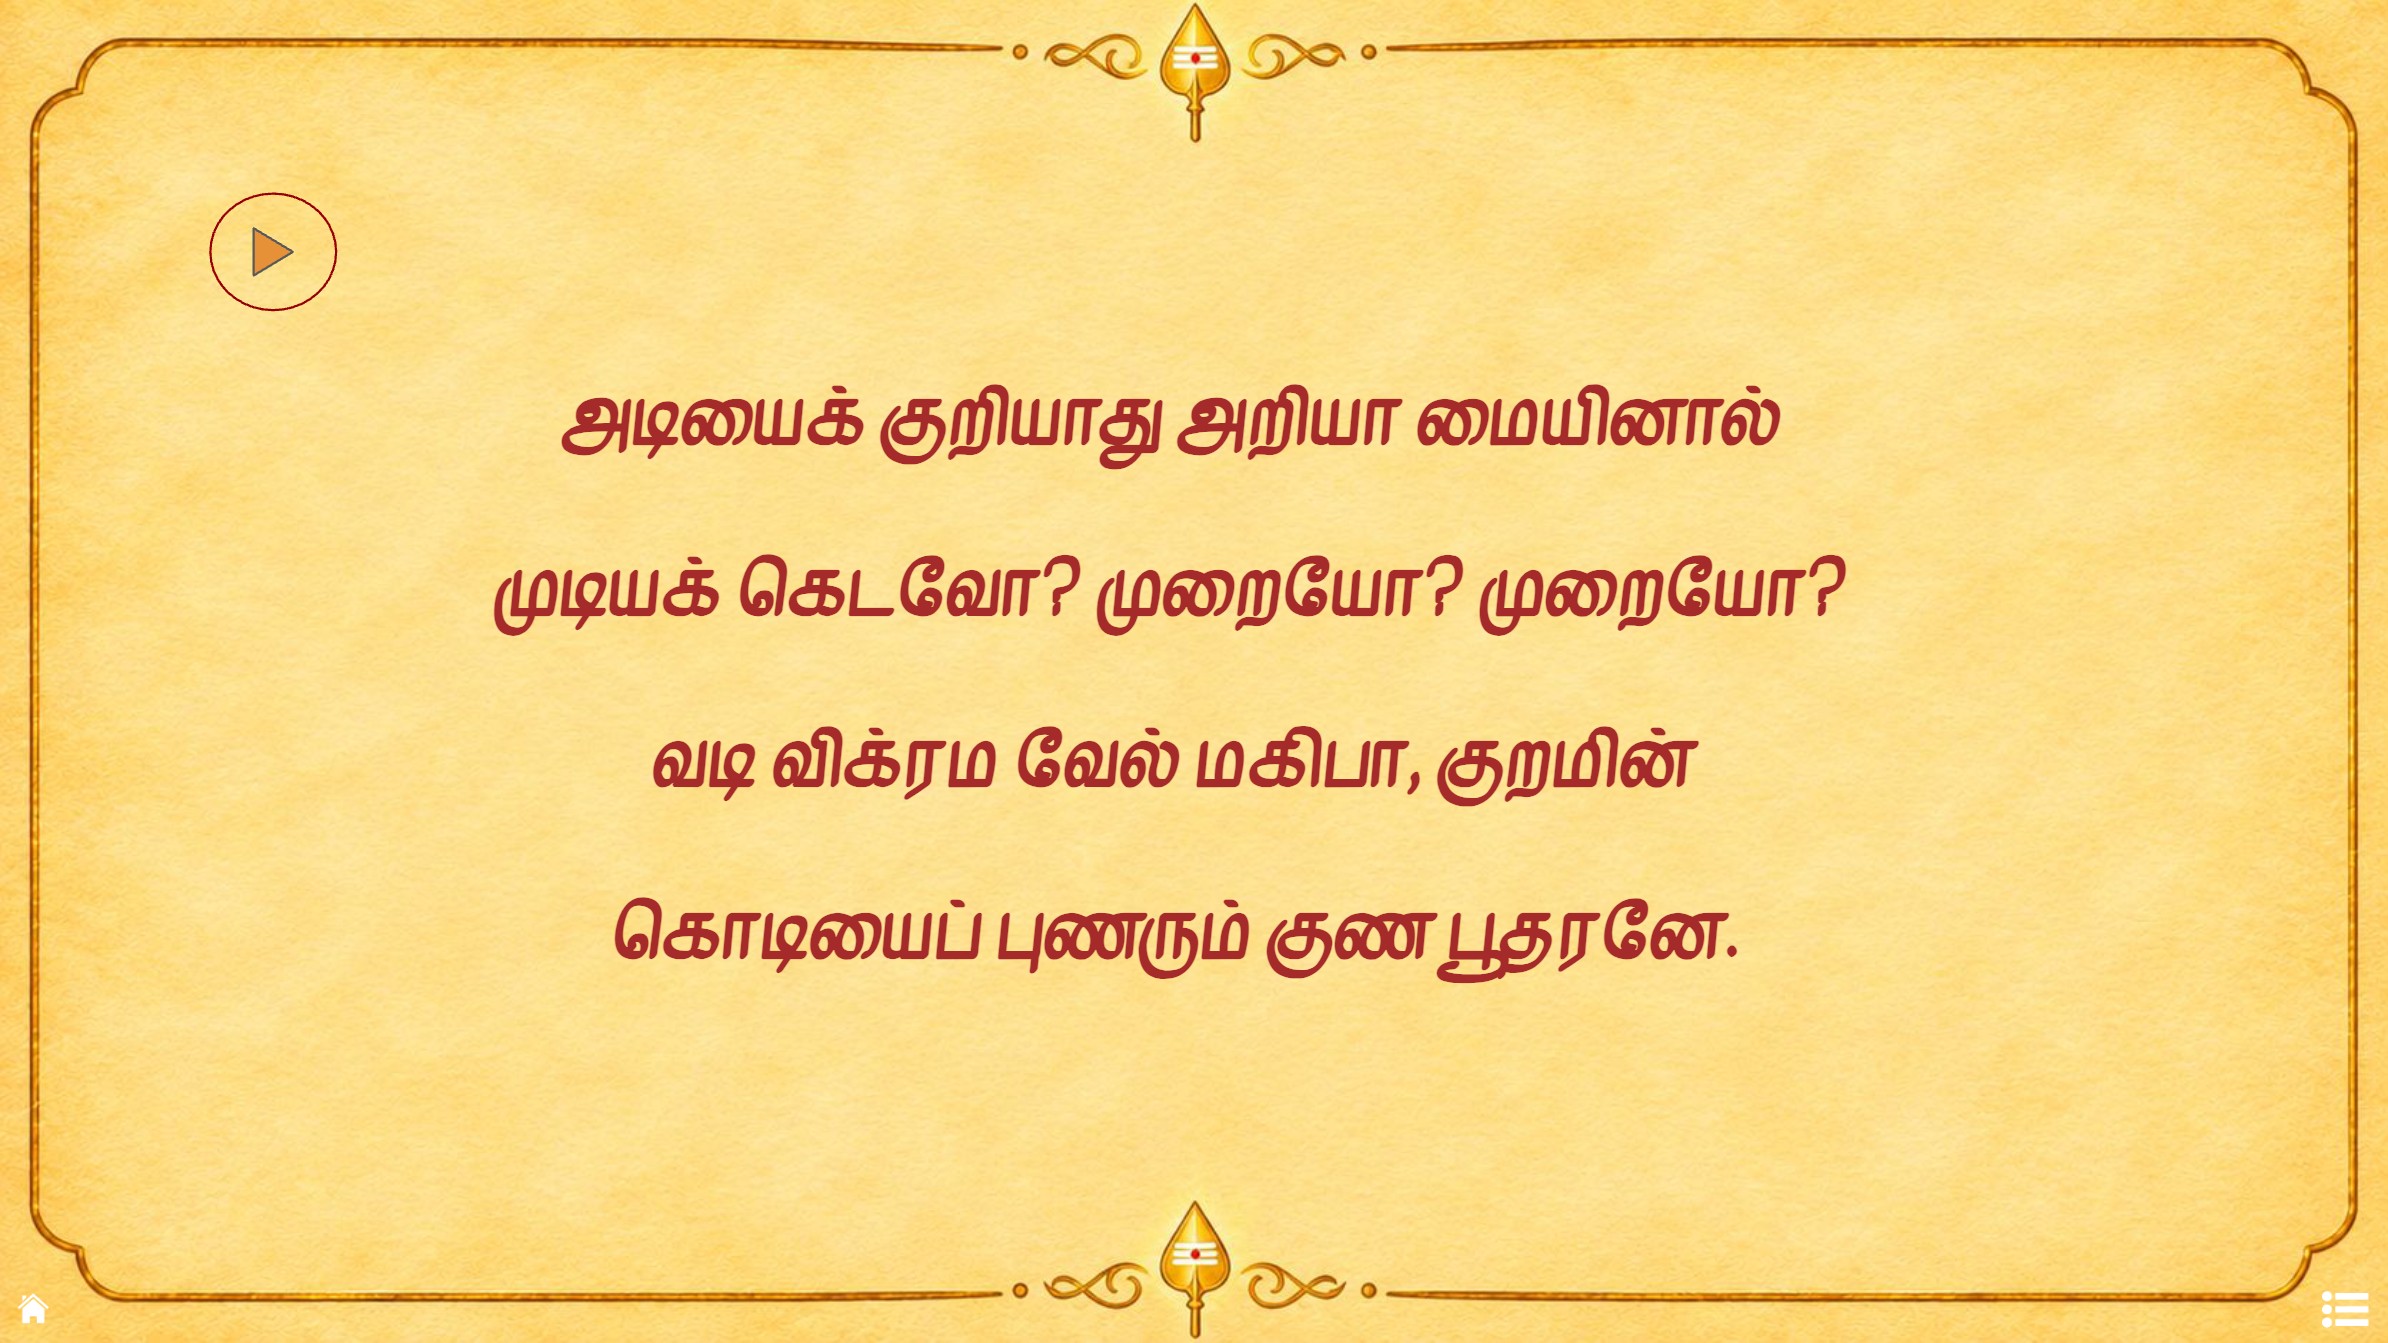 அடியைக் குறியாது அறியா மையினால்
முடியக் கெடவோ? முறையோ? முறையோ?
வடி விக்ரம வேல் மகிபா, குறமின்
கொடியைப் புணரும் குண பூதரனே.